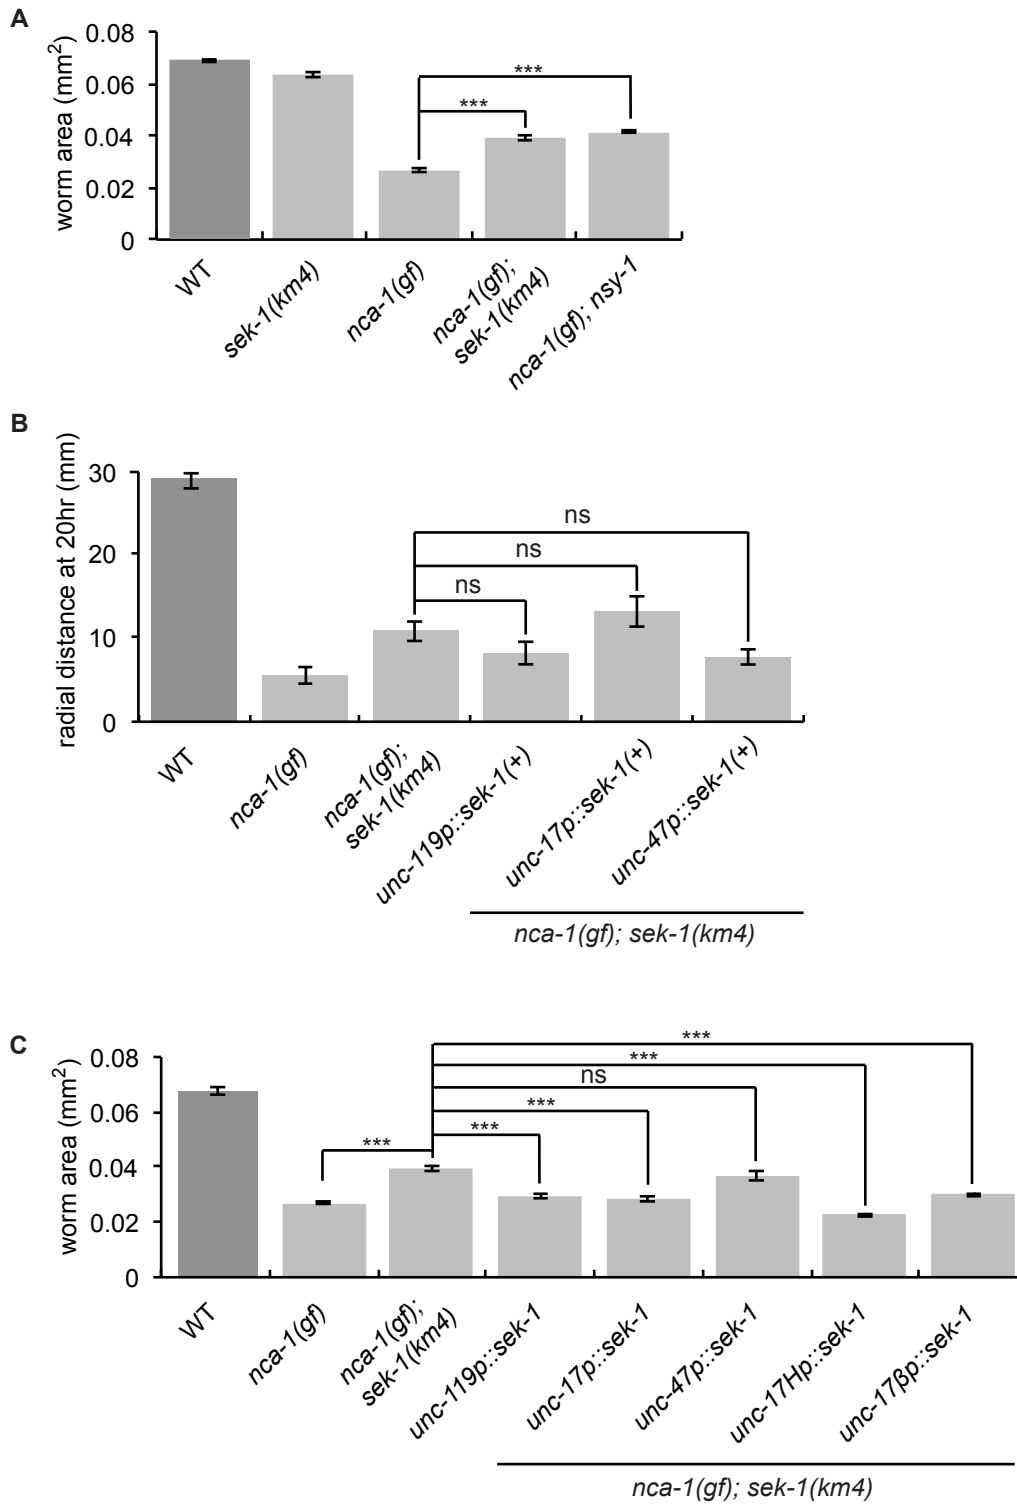 A
worm area (mm²)
0.08
0.06
0.04
0.02
0
***
***
WT
sek-1(km4)
nca-1(gf)
nca-1(gf);
sek-1(km4)
nca-1(gf); nsy-1
B
radial distance at 20hr (mm)
30
20
10
0
ns
ns
ns
WT
nca-1(gf)
nca-1(gf);
sek-1(km4)
unc-119p::sek-1(+)
unc-17p::sek-1(+)
unc-47p::sek-1(+)
nca-1(gf); sek-1(km4)
C
worm area (mm²)
0.08
0.06
0.04
0.02
0
***
***
ns
***
***
***
WT
nca-1(gf)
nca-1(gf);
sek-1(km4)
unc-119p::sek-1
unc-17p::sek-1
unc-47p::sek-1
unc-17Hp::sek-1
unc-17βp::sek-1
nca-1(gf); sek-1(km4)